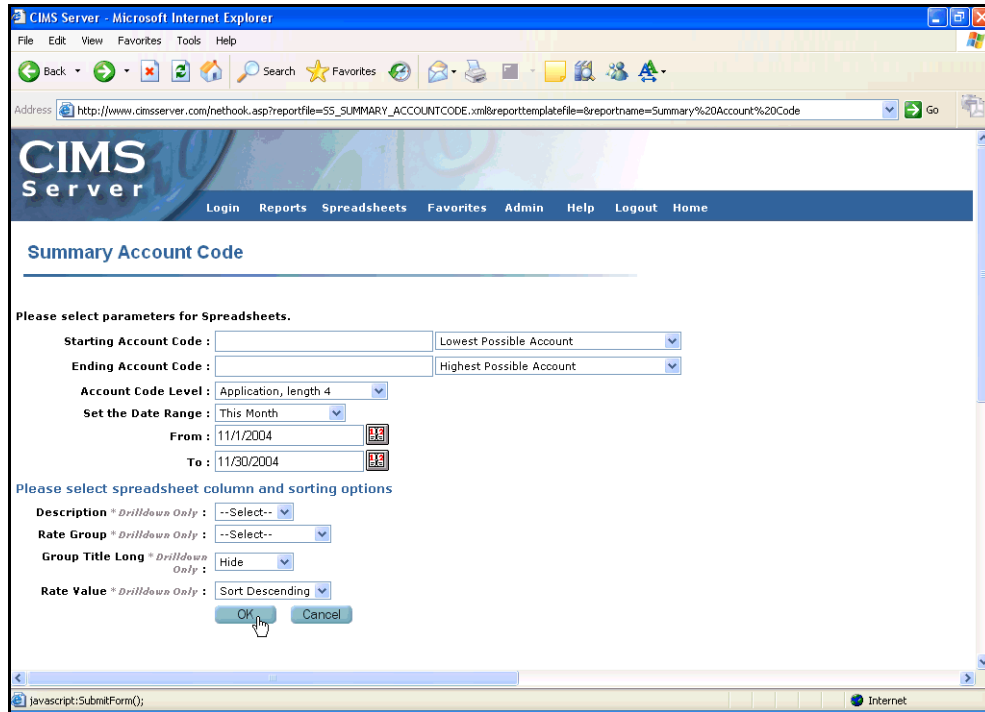 CIMS Server - Microsoft Internet Explorer
File Edit View Favorites Tools Help
Back Search Favorites
Address http://www.cimsserver.com/nethook.asp?reportfile=SS_SUMMARY_ACCOUNTCODE.xml&reporttemplatefile=&reportname=Summary%20Account%20Code Go
CIMS
Server
Login Reports Spreadsheets Favorites Admin Help Logout Home
Summary Account Code
Please select parameters for Spreadsheets.
Starting Account Code : Lowest Possible Account
Ending Account Code : Highest Possible Account
Account Code Level : Application, length 4
Set the Date Range : This Month
From : 11/1/2004
To : 11/30/2004
Please select spreadsheet column and sorting options
Description * Drilldown Only : --Select--
Rate Group * Drilldown Only : --Select--
Group Title Long * Drilldown
Only : Hide
Rate Value * Drilldown Only : Sort Descending
OK Cancel
javascript:SubmitForm(); Internet